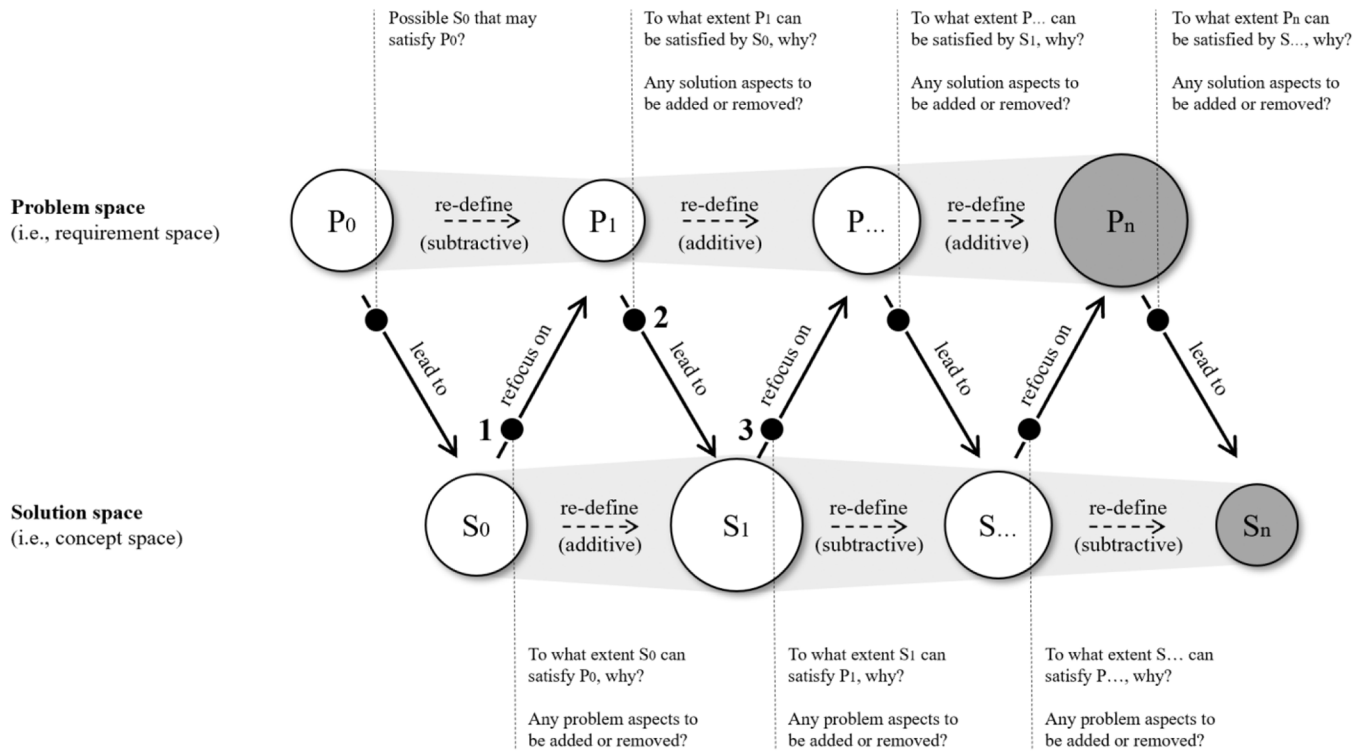 Possible S0 that may
satisfy P0?
To what extent P1 can
be satisfied by S0, why?
Any solution aspects to
be added or removed?
To what extent P... can
be satisfied by S1, why?
Any solution aspects to
be added or removed?
To what extent Pn can
be satisfied by S..., why?
Any solution aspects to
be added or removed?
Problem space
(i.e., requirement space)
P0
re-define
(subtractive)
P1
re-define
(additive)
P...
re-define
(additive)
Pn
lead to
1
refocus on
2
lead to
3
refocus on
lead to
refocus on
lead to
Solution space
(i.e., concept space)
S0
re-define
(additive)
S1
re-define
(subtractive)
S...
re-define
(subtractive)
Sn
To what extent S0 can
satisfy P0, why?
Any problem aspects to
be added or removed?
To what extent S1 can
satisfy P1, why?
Any problem aspects to
be added or removed?
To what extent S... can
satisfy P..., why?
Any problem aspects to
be added or removed?